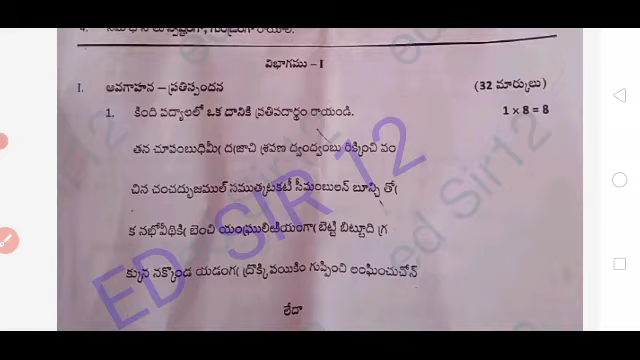 విభాగము – I
I. అవగాహన – ప్రతిస్పందన (32 మార్కులు)
1. కింది పద్యాలలో ఒక దానికి ప్రతిపదార్థం రాయండి. 1 × 8 = 8
తన చూపంబుధిమీఁ దఁజాచి శ్రవణ ద్వంద్వంబు రిక్కించి వం
చిన చంచద్భుజముల్ సముత్కటకటీ సీమంబులన్ బూన్చి తోఁ
క నభోవీథికిఁ బెంచి యంఘ్రులిఱియంగాఁ బెట్టి బిట్టూది గ్ర
క్కున నక్కొండ యడంగఁ ద్రొక్కి పయికిం గుప్పించి లంఘించుచోన్
లేదా
ED SIR 12
ed Sir12